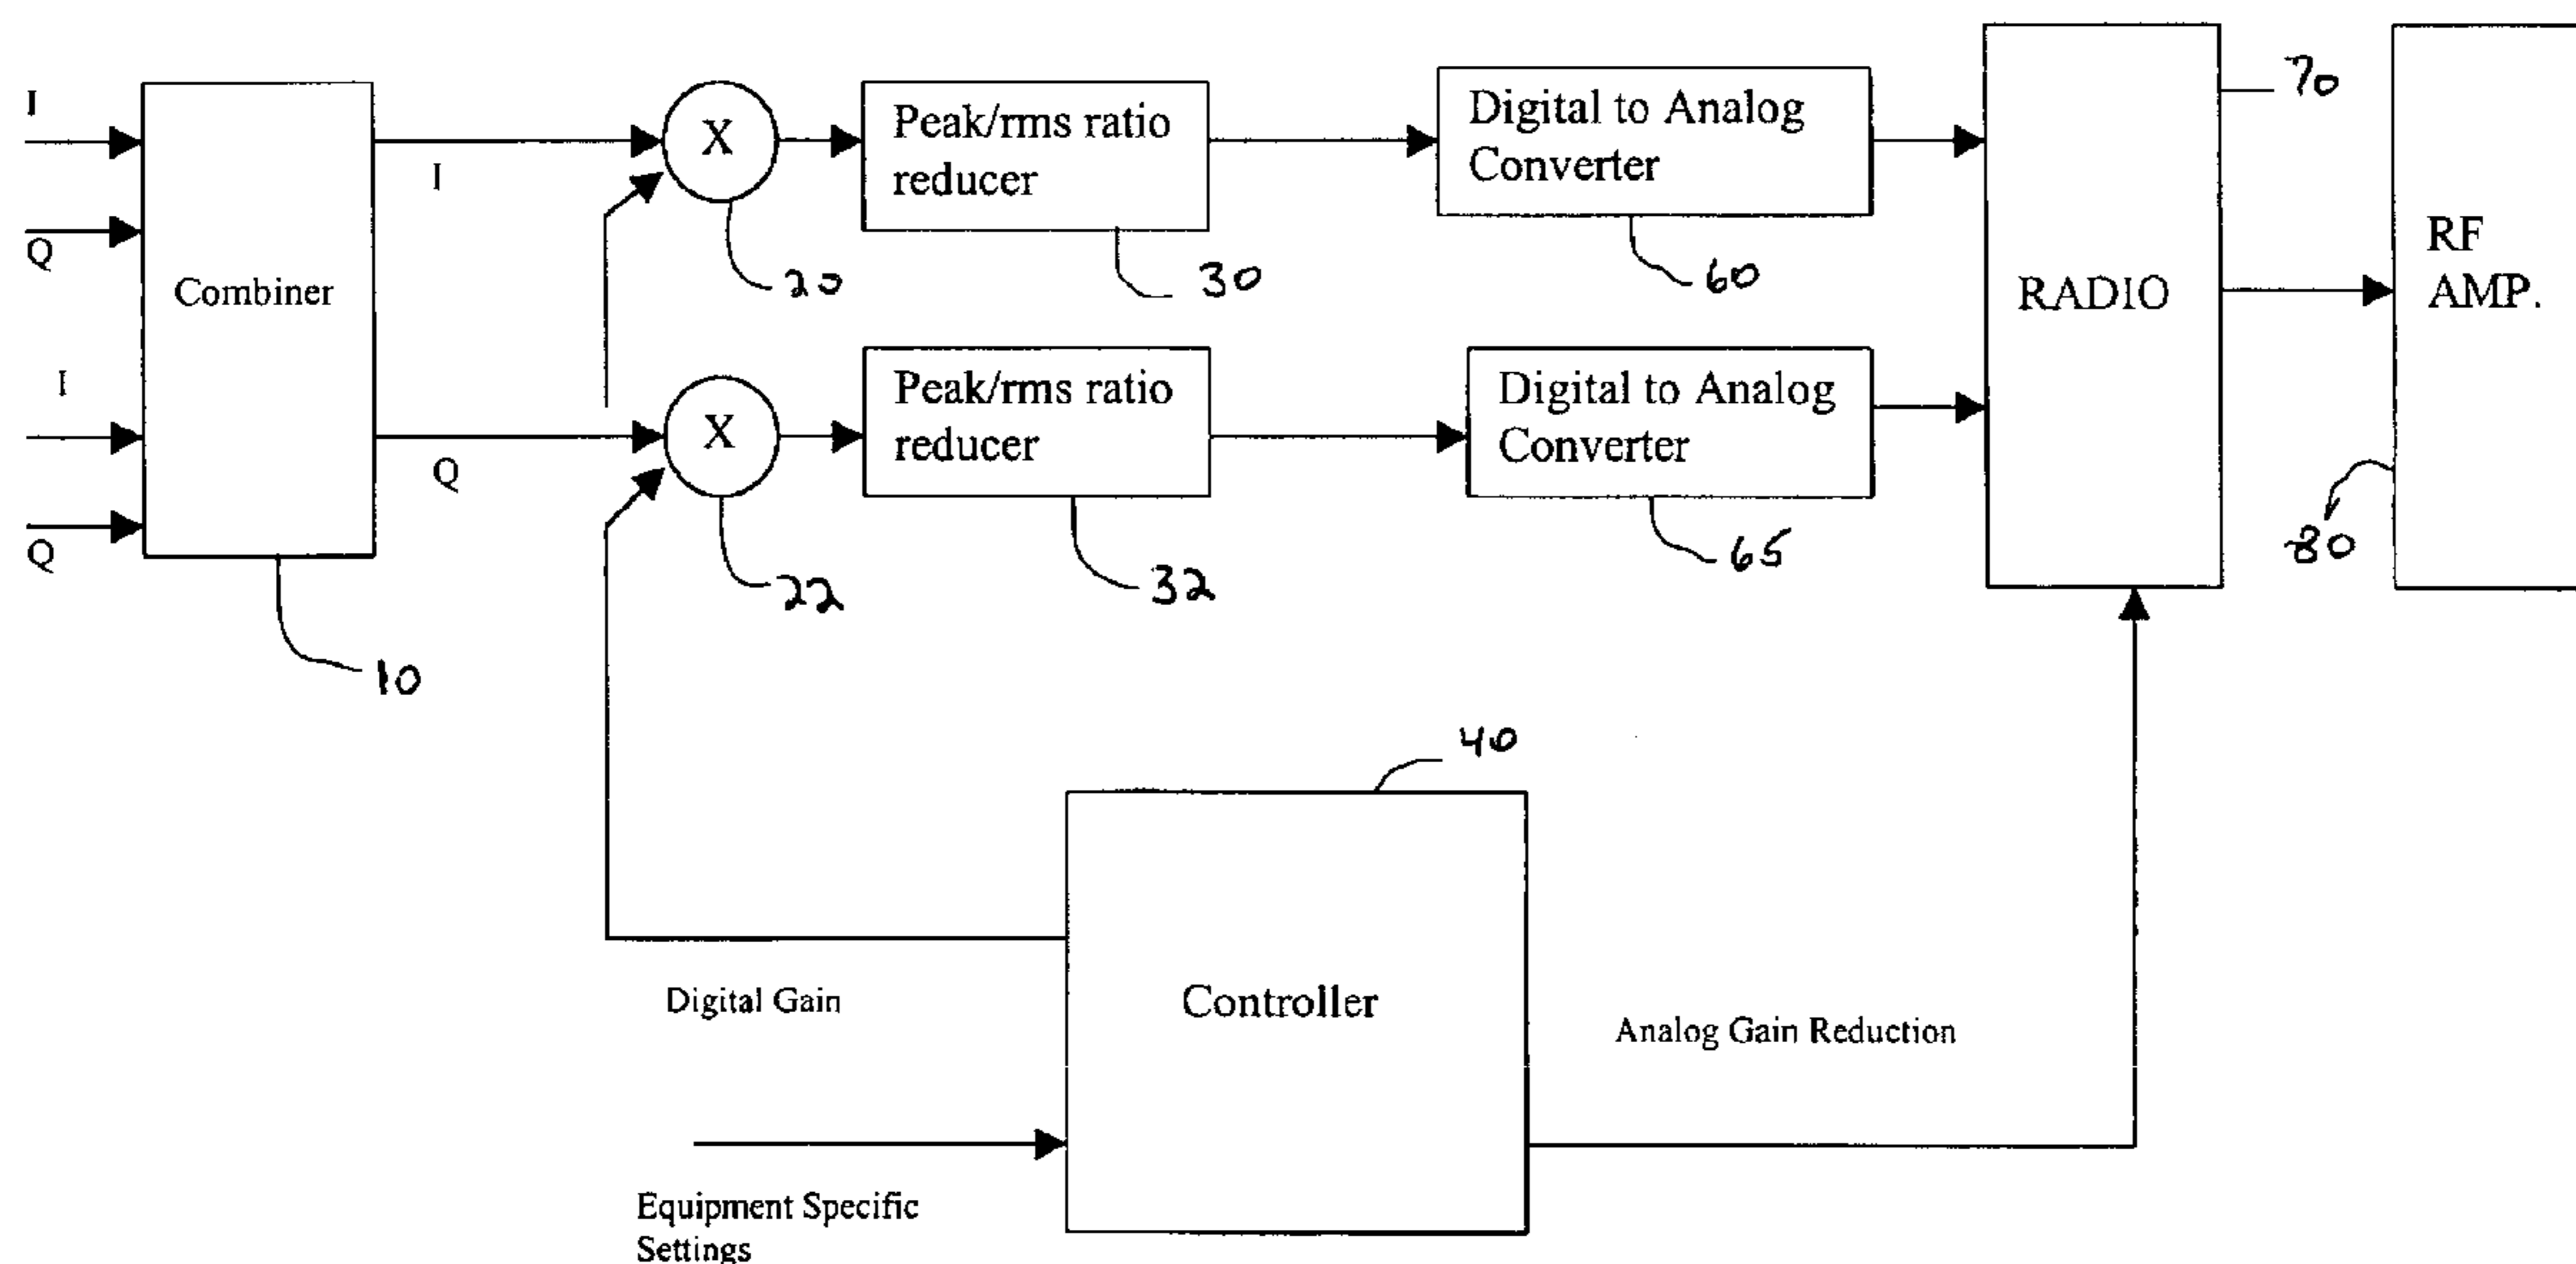 I
Q
I
Q
Combiner
10
I
Q
X
20
X
22
Peak/rms ratio
reducer
30
Peak/rms ratio
reducer
32
Digital to Analog
Converter
60
Digital to Analog
Converter
65
RADIO
70
RF
AMP.
80
40
Controller
Digital Gain
Analog Gain Reduction
Equipment Specific
Settings